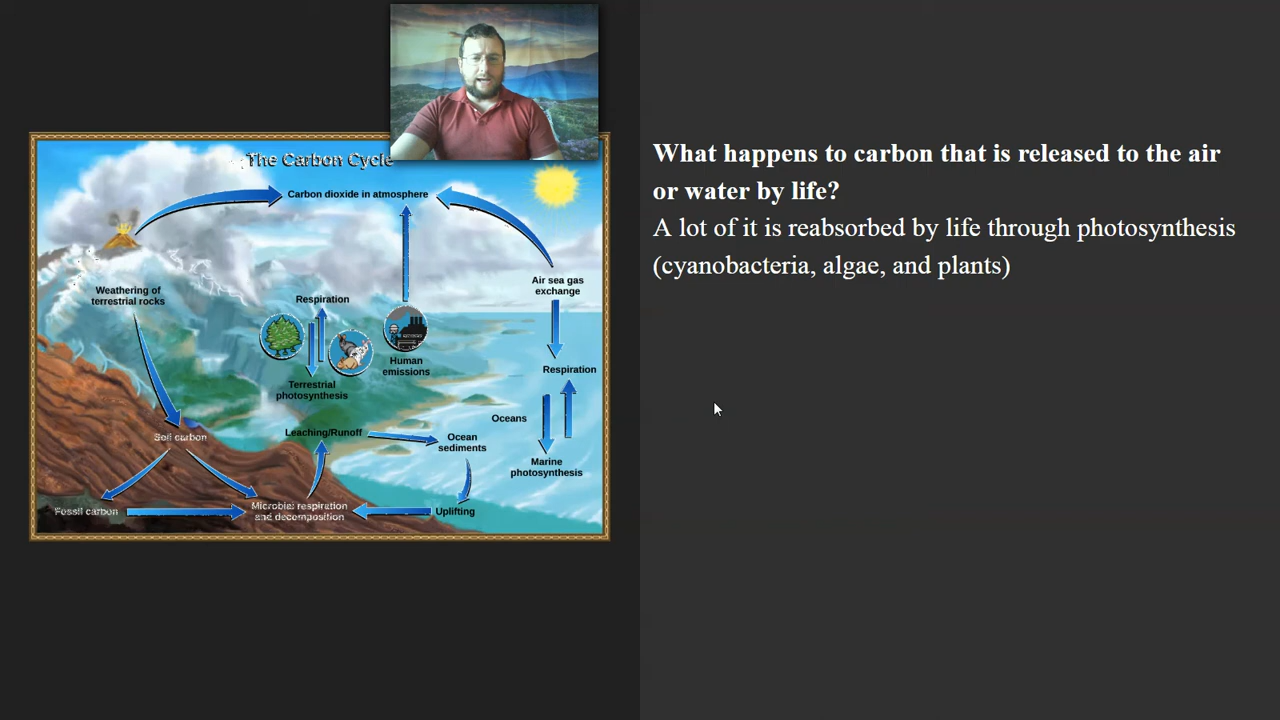 The Carbon Cycle
Carbon dioxide in atmosphere
Air sea gas
exchange
Weathering of
terrestrial rocks
Respiration
Human
emissions
Respiration
Terrestrial
photosynthesis
Oceans
Leaching/Runoff
Ocean
sediments
Soil carbon
Marine
photosynthesis
Fossil carbon
Microbial respiration
and decomposition
Uplifting
What happens to carbon that is released to the air
or water by life?
A lot of it is reabsorbed by life through photosynthesis
(cyanobacteria, algae, and plants)